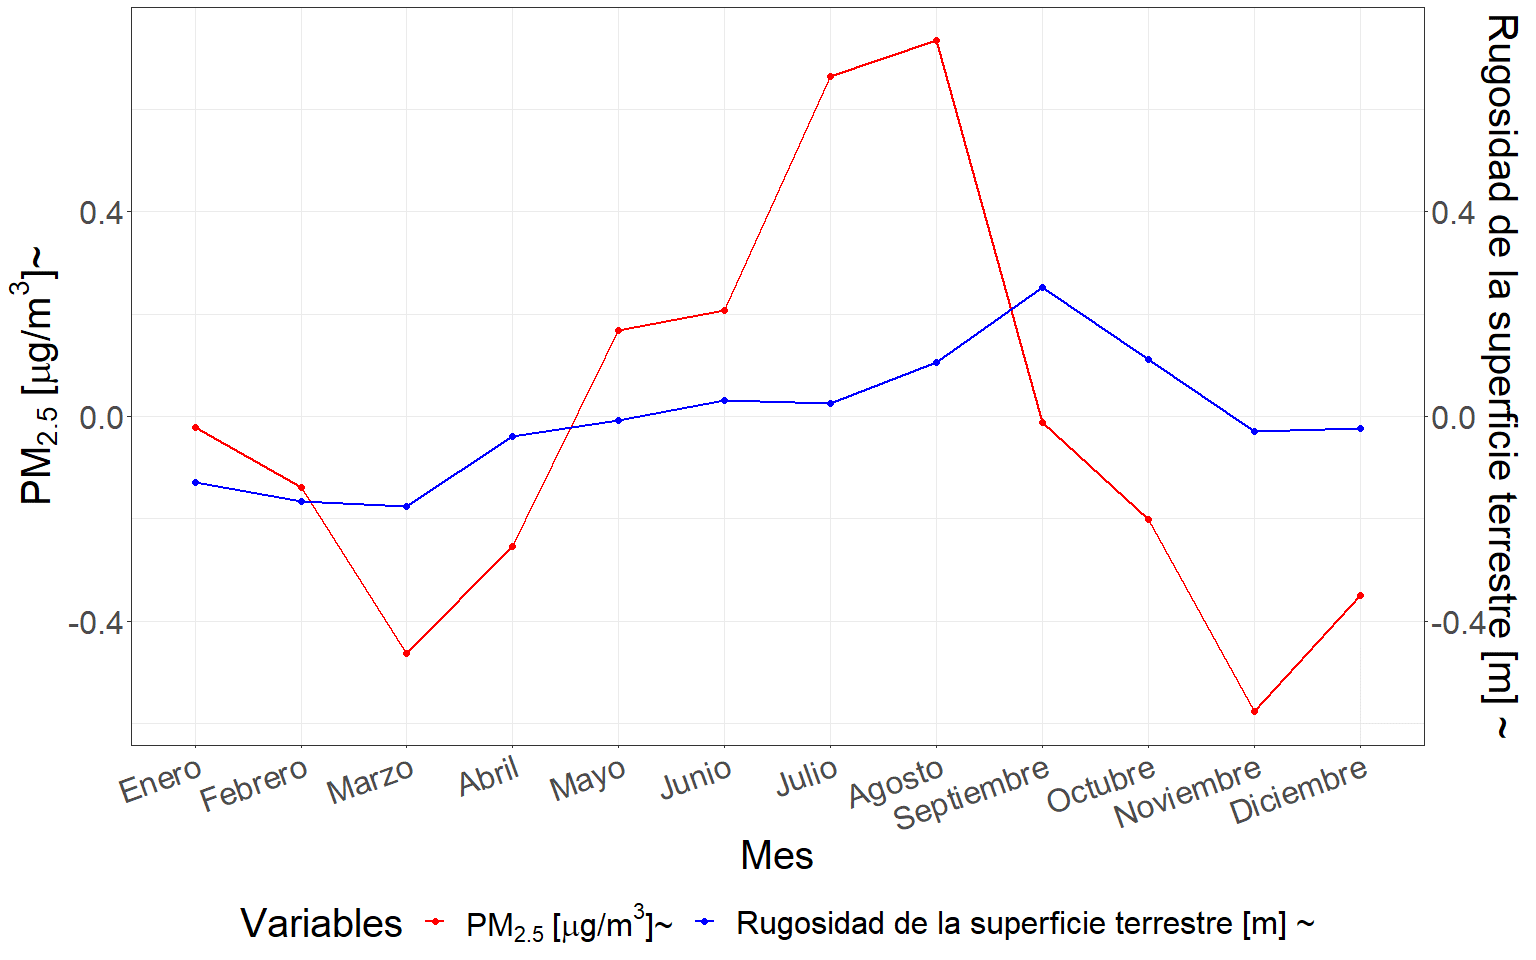 PM2.5 [μg/m3]~
0.4
0.0
-0.4
0.4
0.0
-0.4
Rugosidad de la superficie terrestre [m] ~
Enero
Febrero
Marzo
Abril
Mayo
Junio
Julio
Agosto
Septiembre
Octubre
Noviembre
Diciembre
Mes
Variables
PM2.5 [μg/m3]~
Rugosidad de la superficie terrestre [m] ~